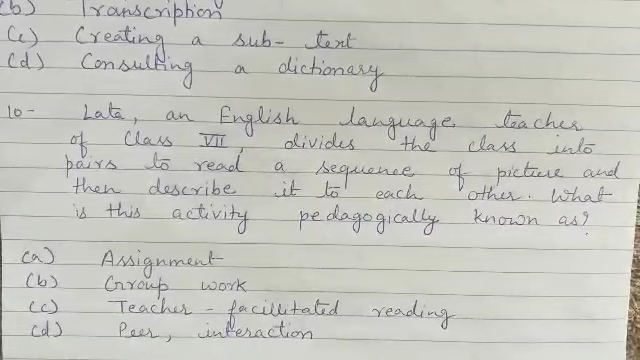 (b) Transcription
(c) Creating a sub- text
(d) Consulting a dictionary
10- Lata, an English language teacher
of Class VII, divides the class into
pairs to read a sequence of picture and
then describe it to each other. What
is this activity pedagogically known as?
(a) Assignment
(b) Group work
(c) Teacher - facillitated reading
(d) Peer, interaction